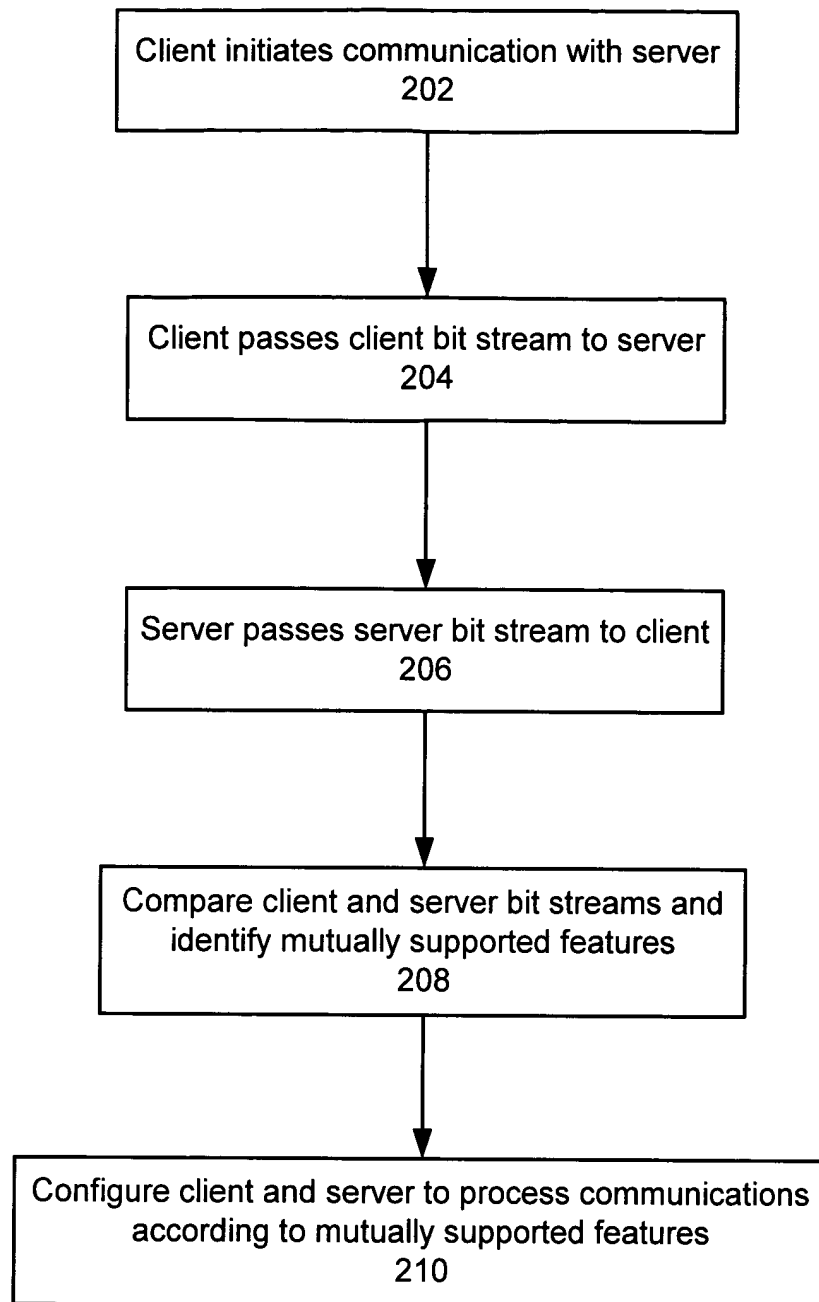 Client initiates communication with server
202
Client passes client bit stream to server
204
Server passes server bit stream to client
206
Compare client and server bit streams and
identify mutually supported features
208
Configure client and server to process communications
according to mutually supported features
210